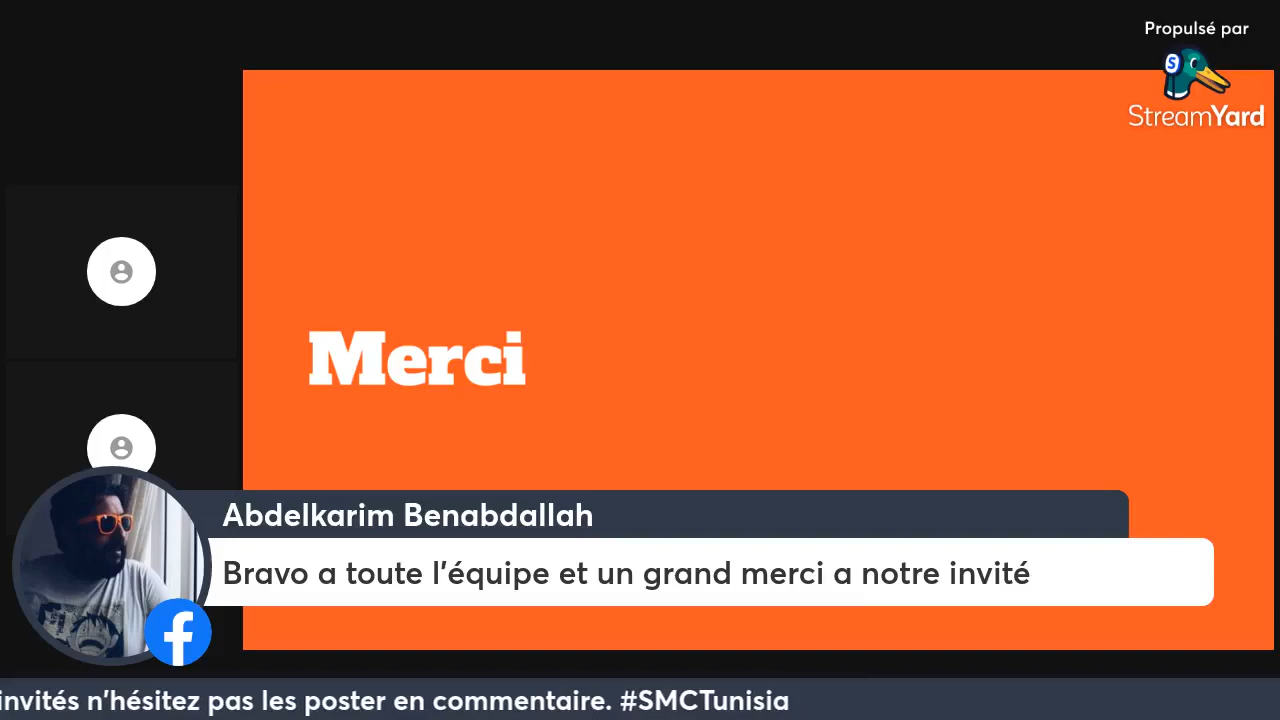 Propulsé par
S
StreamYard
Merci
Abdelkarim Benabdallah
Bravo a toute l'équipe et un grand merci a notre invité
invités n'hésitez pas les poster en commentaire. #SMCTunisia